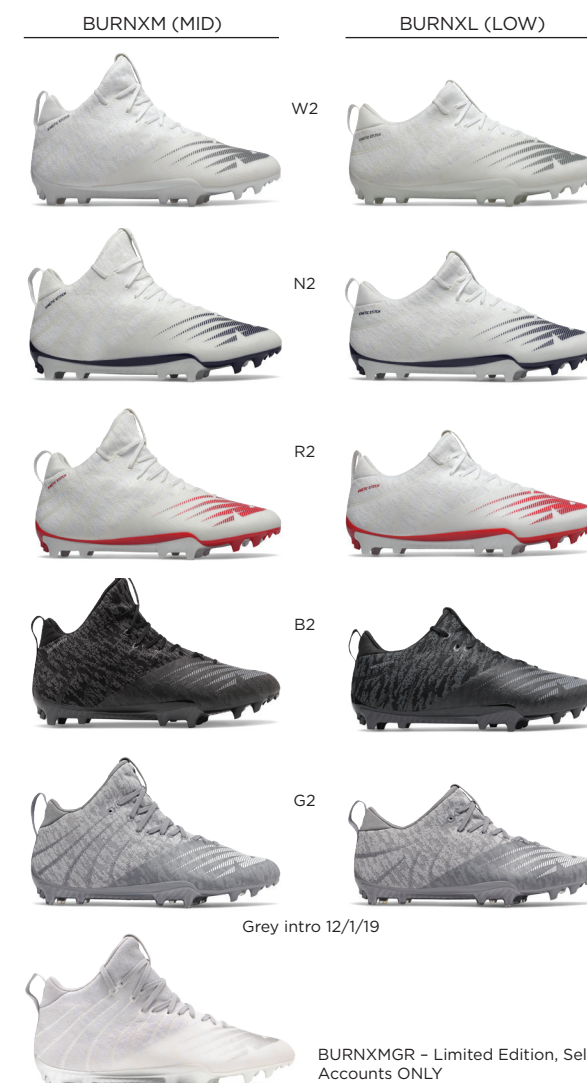 BURNXM (MID) BURNXL (LOW)
W2
N2
R2
B2
G2
Grey intro 12/1/19
BURNXMGR – Limited Edition, Sel
Accounts ONLY